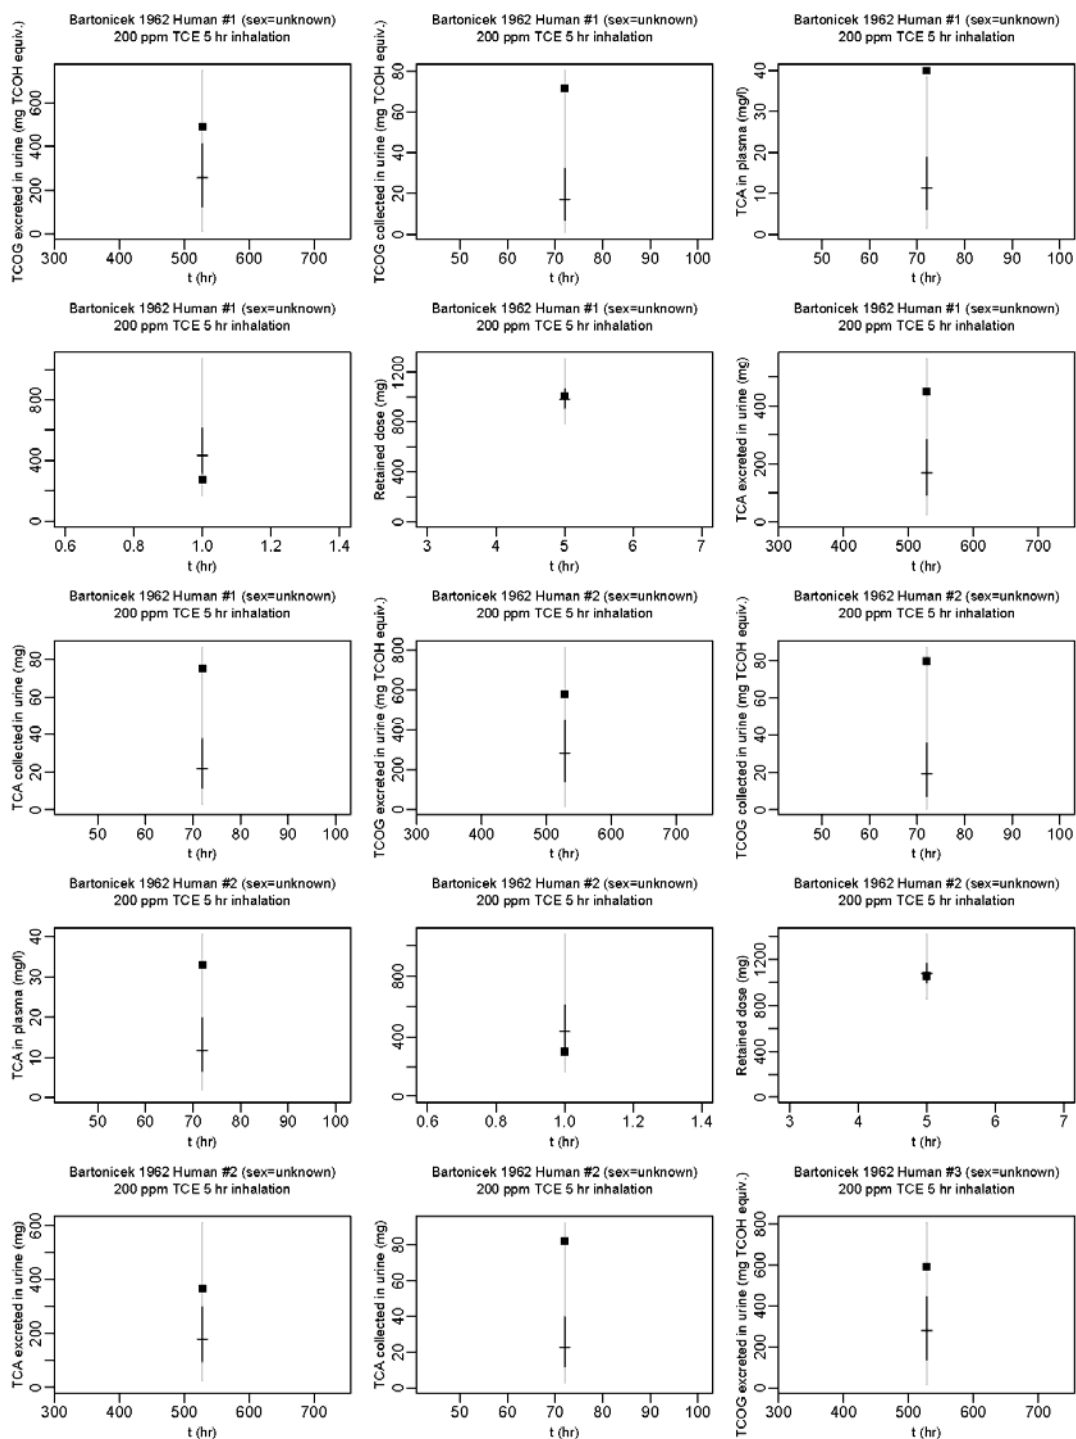 Bartonicek 1962 Human #1 (sex=unknown)
200 ppm TCE 5 hr inhalation
TCOG excreted in urine (mg TCOH equiv.)
0 200 400 600
300 400 500 600 700
t (hr)
Bartonicek 1962 Human #1 (sex=unknown)
200 ppm TCE 5 hr inhalation
TCOG collected in urine (mg TCOH equiv.)
0 20 40 60 80
50 60 70 80 90 100
t (hr)
Bartonicek 1962 Human #1 (sex=unknown)
200 ppm TCE 5 hr inhalation
TCA in plasma (mg/l)
0 10 20 30 40
50 60 70 80 90 100
t (hr)
Bartonicek 1962 Human #1 (sex=unknown)
200 ppm TCE 5 hr inhalation
0 400 800
0.6 0.8 1.0 1.2 1.4
t (hr)
Bartonicek 1962 Human #1 (sex=unknown)
200 ppm TCE 5 hr inhalation
Retained dose (mg)
0 400 800 1200
3 4 5 6 7
t (hr)
Bartonicek 1962 Human #1 (sex=unknown)
200 ppm TCE 5 hr inhalation
TCA excreted in urine (mg)
0 200 400
300 400 500 600 700
t (hr)
Bartonicek 1962 Human #1 (sex=unknown)
200 ppm TCE 5 hr inhalation
TCA collected in urine (mg)
0 20 40 60 80
50 60 70 80 90 100
t (hr)
Bartonicek 1962 Human #2 (sex=unknown)
200 ppm TCE 5 hr inhalation
TCOG excreted in urine (mg TCOH equiv.)
0 200 400 600 800
300 400 500 600 700
t (hr)
Bartonicek 1962 Human #2 (sex=unknown)
200 ppm TCE 5 hr inhalation
TCOG collected in urine (mg TCOH equiv.)
0 20 40 60 80
50 60 70 80 90 100
t (hr)
Bartonicek 1962 Human #2 (sex=unknown)
200 ppm TCE 5 hr inhalation
TCA in plasma (mg/l)
0 10 20 30 40
50 60 70 80 90 100
t (hr)
Bartonicek 1962 Human #2 (sex=unknown)
200 ppm TCE 5 hr inhalation
0 400 800
0.6 0.8 1.0 1.2 1.4
t (hr)
Bartonicek 1962 Human #2 (sex=unknown)
200 ppm TCE 5 hr inhalation
Retained dose (mg)
0 400 800 1200
3 4 5 6 7
t (hr)
Bartonicek 1962 Human #2 (sex=unknown)
200 ppm TCE 5 hr inhalation
TCA excreted in urine (mg)
0 200 400 600
300 400 500 600 700
t (hr)
Bartonicek 1962 Human #2 (sex=unknown)
200 ppm TCE 5 hr inhalation
TCA collected in urine (mg)
0 20 40 60 80
50 60 70 80 90 100
t (hr)
Bartonicek 1962 Human #3 (sex=unknown)
200 ppm TCE 5 hr inhalation
TCOG excreted in urine (mg TCOH equiv.)
0 200 400 600 800
300 400 500 600 700
t (hr)